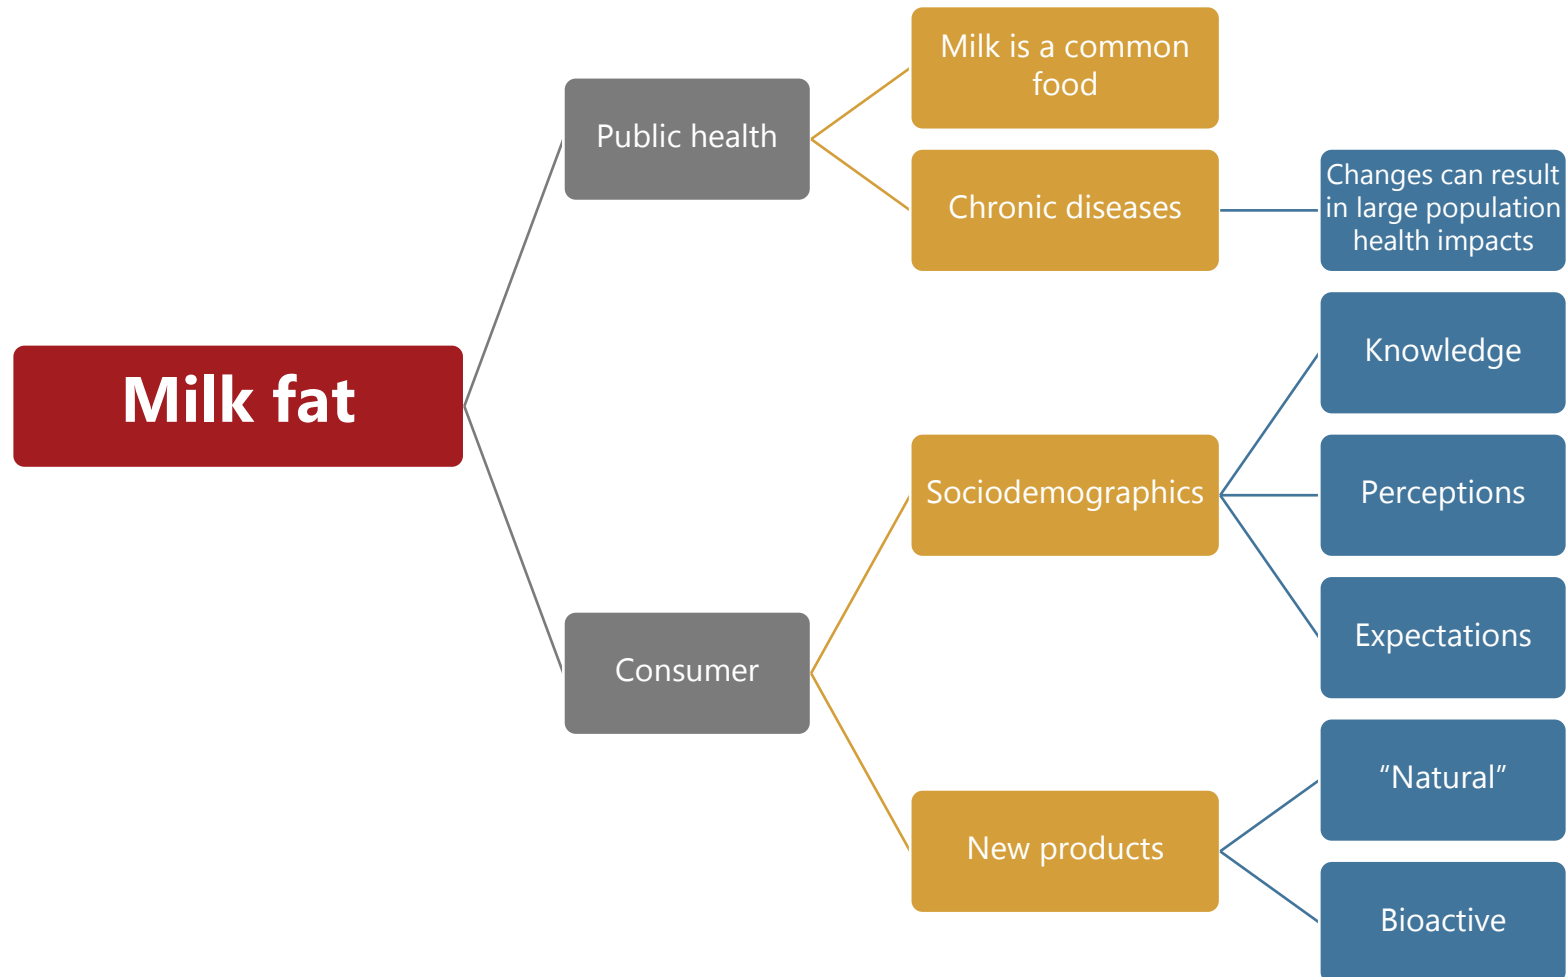 Milk fat
Public health
Milk is a common
food
Chronic diseases
Changes can result
in large population
health impacts
Consumer
Sociodemographics
Knowledge
Perceptions
Expectations
New products
“Natural”
Bioactive